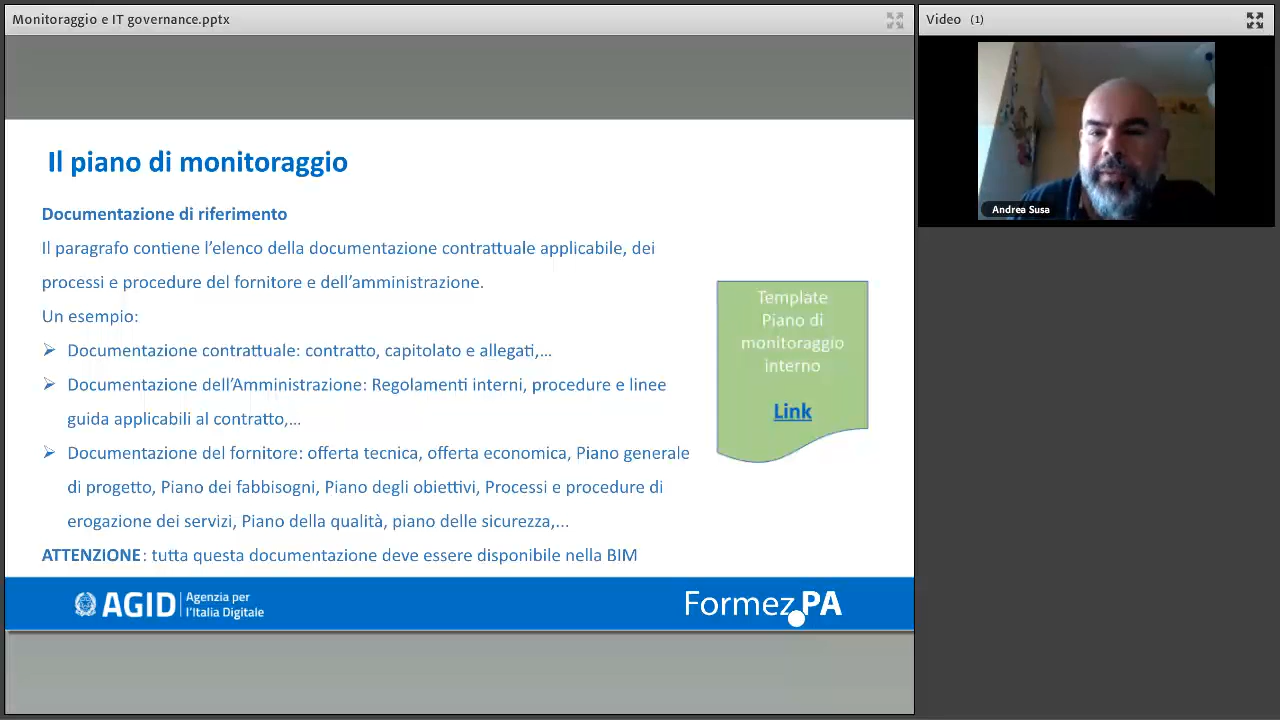 Monitoraggio e IT governance.pptx
Video (1)
Andrea Susa
Il piano di monitoraggio
Documentazione di riferimento
Il paragrafo contiene l'elenco della documentazione contrattuale applicabile, dei
processi e procedure del fornitore e dell'amministrazione.
Un esempio:
Documentazione contrattuale: contratto, capitolato e allegati,...
Documentazione dell'Amministrazione: Regolamenti interni, procedure e linee
guida applicabili al contratto,...
Documentazione del fornitore: offerta tecnica, offerta economica, Piano generale
di progetto, Piano dei fabbisogni, Piano degli obiettivi, Processi e procedure di
erogazione dei servizi, Piano della qualità, piano delle sicurezza,...
ATTENZIONE: tutta questa documentazione deve essere disponibile nella BIM
Template
Piano di
monitoraggio
interno
Link
AGID
Agenzia per
l'Italia Digitale
Formez PA